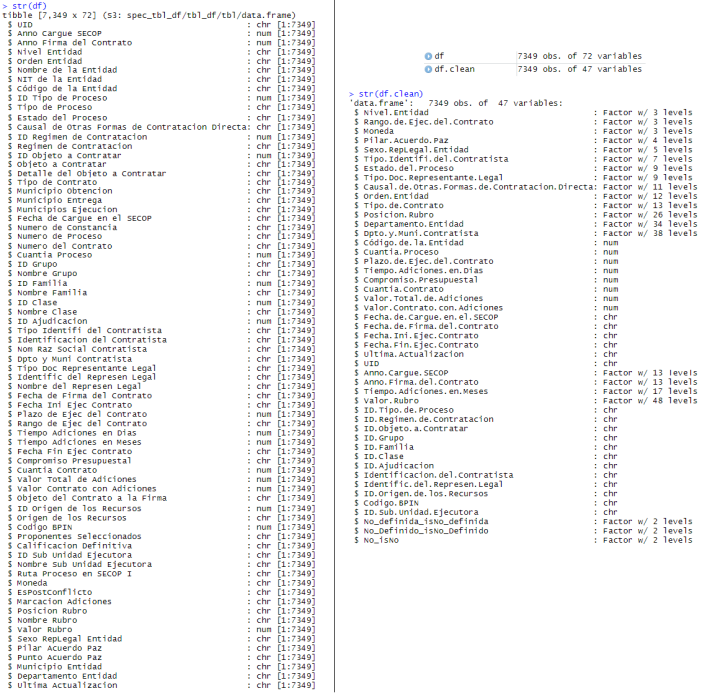 > str(df)
tibble [7,349 x 72] (S3: spec_tbl_df/tbl_df/tbl/data.frame)
$ UID : chr [1:7349]
$ Anno Cargue SECOP : num [1:7349]
$ Anno Firma del Contrato : num [1:7349]
$ Nivel Entidad : chr [1:7349]
$ Orden Entidad : chr [1:7349]
$ Nombre de la Entidad : chr [1:7349]
$ NIT de la Entidad : chr [1:7349]
$ Código de la Entidad : chr [1:7349]
$ ID Tipo de Proceso : num [1:7349]
$ Tipo de Proceso : chr [1:7349]
$ Estado del Proceso : chr [1:7349]
$ Causal de Otras Formas de Contratacion Directa: chr [1:7349]
$ ID Regimen de Contratacion : num [1:7349]
$ Regimen de Contratacion : chr [1:7349]
$ ID Objeto a Contratar : num [1:7349]
$ Objeto a Contratar : chr [1:7349]
$ Detalle del Objeto a Contratar : chr [1:7349]
$ Tipo de Contrato : chr [1:7349]
$ Municipio Obtencion : chr [1:7349]
$ Municipio Entrega : chr [1:7349]
$ Municipios Ejecucion : chr [1:7349]
$ Fecha de Cargue en el SECOP : chr [1:7349]
$ Numero de Constancia : chr [1:7349]
$ Numero de Proceso : chr [1:7349]
$ Numero del Contrato : chr [1:7349]
$ Cuantia Proceso : num [1:7349]
$ ID Grupo : chr [1:7349]
$ Nombre Grupo : chr [1:7349]
$ ID Familia : num [1:7349]
$ Nombre Familia : chr [1:7349]
$ ID Clase : num [1:7349]
$ Nombre Clase : chr [1:7349]
$ ID Ajudicacion : num [1:7349]
$ Tipo Identifi del Contratista : chr [1:7349]
$ Identificacion del Contratista : chr [1:7349]
$ Nom Raz Social Contratista : chr [1:7349]
$ Dpto y Muni Contratista : chr [1:7349]
$ Tipo Doc Representante Legal : chr [1:7349]
$ Identific del Represen Legal : chr [1:7349]
$ Nombre del Represen Legal : chr [1:7349]
$ Fecha de Firma del Contrato : chr [1:7349]
$ Fecha Ini Ejec Contrato : chr [1:7349]
$ Plazo de Ejec del Contrato : num [1:7349]
$ Rango de Ejec del Contrato : chr [1:7349]
$ Tiempo Adiciones en Dias : num [1:7349]
$ Tiempo Adiciones en Meses : num [1:7349]
$ Fecha Fin Ejec Contrato : chr [1:7349]
$ Compromiso Presupuestal : num [1:7349]
$ Cuantia Contrato : num [1:7349]
$ Valor Total de Adiciones : num [1:7349]
$ Valor Contrato con Adiciones : num [1:7349]
$ Objeto del Contrato a la Firma : chr [1:7349]
$ ID Origen de los Recursos : num [1:7349]
$ Origen de los Recursos : chr [1:7349]
$ Codigo BPIN : num [1:7349]
$ Proponentes Seleccionados : chr [1:7349]
$ Calificacion Definitiva : chr [1:7349]
$ ID Sub Unidad Ejecutora : chr [1:7349]
$ Nombre Sub Unidad Ejecutora : chr [1:7349]
$ Ruta Proceso en SECOP I : chr [1:7349]
$ Moneda : chr [1:7349]
$ EsPostConflicto : chr [1:7349]
$ Marcacion Adiciones : chr [1:7349]
$ Posicion Rubro : chr [1:7349]
$ Nombre Rubro : chr [1:7349]
$ Valor Rubro : num [1:7349]
$ Sexo RepLegal Entidad : chr [1:7349]
$ Pilar Acuerdo Paz : chr [1:7349]
$ Punto Acuerdo Paz : chr [1:7349]
$ Municipio Entidad : chr [1:7349]
$ Departamento Entidad : chr [1:7349]
$ Ultima Actualizacion : chr [1:7349]
df 7349 obs. of 72 variables
df.clean 7349 obs. of 47 variables
> str(df.clean)
'data.frame': 7349 obs. of 47 variables:
$ Nivel.Entidad : Factor w/ 3 levels
$ Rango.de.Ejec.del.Contrato : Factor w/ 3 levels
$ Moneda : Factor w/ 3 levels
$ Pilar.Acuerdo.Paz : Factor w/ 4 levels
$ Sexo.RepLegal.Entidad : Factor w/ 5 levels
$ Tipo.Identifi.del.Contratista : Factor w/ 7 levels
$ Estado.del.Proceso : Factor w/ 9 levels
$ Tipo.Doc.Representante.Legal : Factor w/ 9 levels
$ Causal.de.Otras.Formas.de.Contratacion.Directa: Factor w/ 11 levels
$ Orden.Entidad : Factor w/ 12 levels
$ Tipo.de.Contrato : Factor w/ 13 levels
$ Posicion.Rubro : Factor w/ 26 levels
$ Departamento.Entidad : Factor w/ 34 levels
$ Dpto.y.Muni.Contratista : Factor w/ 38 levels
$ Código.de.la.Entidad : num
$ Cuantia.Proceso : num
$ Plazo.de.Ejec.del.Contrato : num
$ Tiempo.Adiciones.en.Dias : num
$ Compromiso.Presupuestal : num
$ Cuantia.Contrato : num
$ Valor.Total.de.Adiciones : num
$ Valor.Contrato.con.Adiciones : num
$ Fecha.de.Cargue.en.el.SECOP : chr
$ Fecha.de.Firma.del.Contrato : chr
$ Fecha.Ini.Ejec.Contrato : chr
$ Fecha.Fin.Ejec.Contrato : chr
$ Ultima.Actualizacion : chr
$ UID : chr
$ Anno.Cargue.SECOP : Factor w/ 13 levels
$ Anno.Firma.del.Contrato : Factor w/ 13 levels
$ Tiempo.Adiciones.en.Meses : Factor w/ 17 levels
$ Valor.Rubro : Factor w/ 48 levels
$ ID.Tipo.de.Proceso : chr
$ ID.Regimen.de.Contratacion : chr
$ ID.Objeto.a.Contratar : chr
$ ID.Grupo : chr
$ ID.Familia : chr
$ ID.Clase : chr
$ ID.Ajudicacion : chr
$ Identificacion.del.Contratista : chr
$ Identific.del.Represen.Legal : chr
$ ID.Origen.de.los.Recursos : chr
$ Codigo.BPIN : chr
$ ID.Sub.Unidad.Ejecutora : chr
$ No_definida_isNo_definida : Factor w/ 2 levels
$ No_Definido_isNo_Definido : Factor w/ 2 levels
$ No_isNo : Factor w/ 2 levels